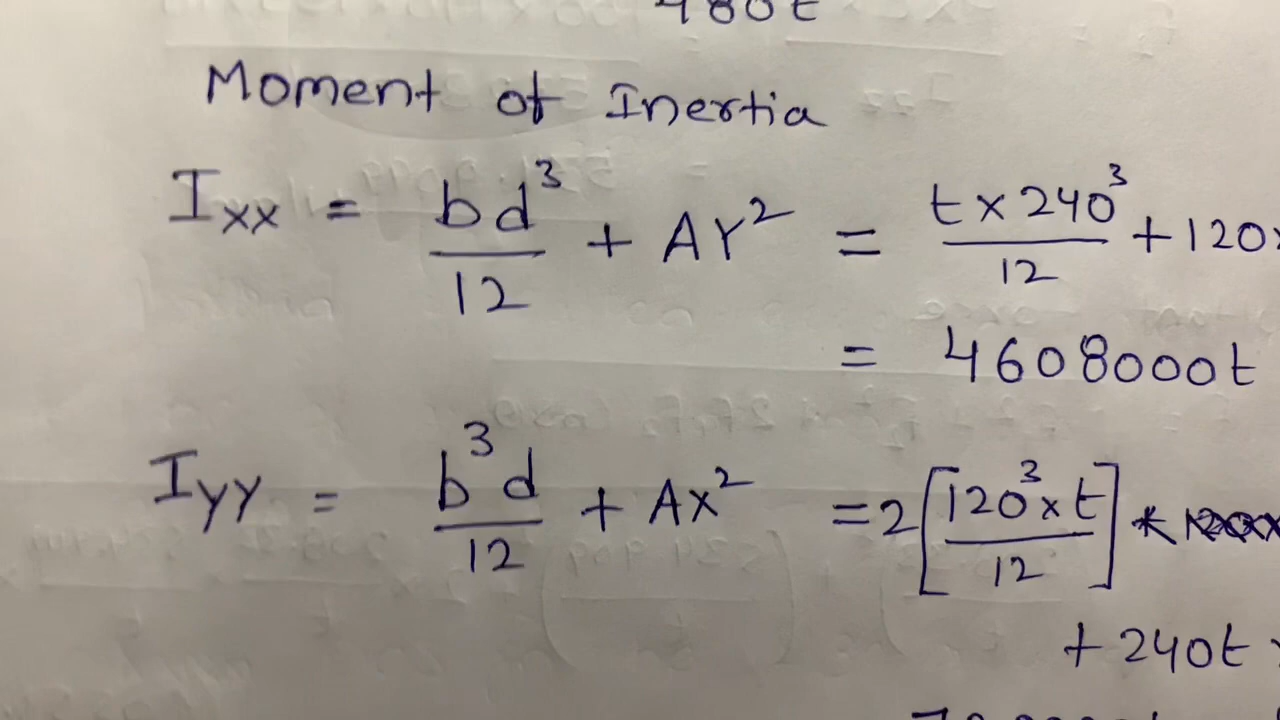 480t
Moment of Inertia
Ixx = bd³/12 + AY² = t×240³/12 + 120
= 4608000t
Iyy = b³d/12 + Ax² = 2[120³×t/12]
+ 240t